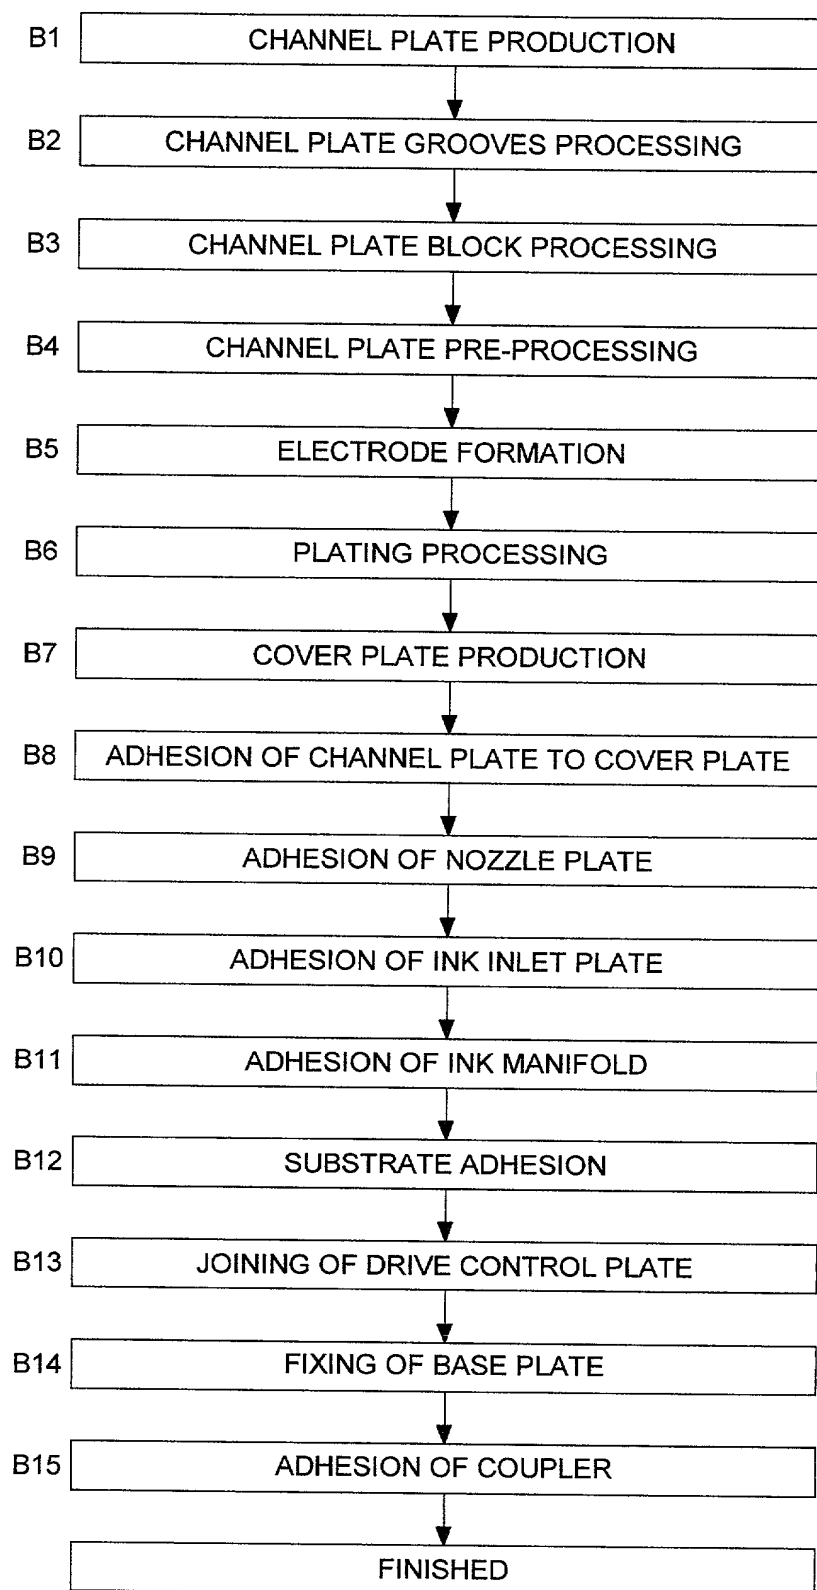 B1 CHANNEL PLATE PRODUCTION
B2 CHANNEL PLATE GROOVES PROCESSING
B3 CHANNEL PLATE BLOCK PROCESSING
B4 CHANNEL PLATE PRE-PROCESSING
B5 ELECTRODE FORMATION
B6 PLATING PROCESSING
B7 COVER PLATE PRODUCTION
B8 ADHESION OF CHANNEL PLATE TO COVER PLATE
B9 ADHESION OF NOZZLE PLATE
B10 ADHESION OF INK INLET PLATE
B11 ADHESION OF INK MANIFOLD
B12 SUBSTRATE ADHESION
B13 JOINING OF DRIVE CONTROL PLATE
B14 FIXING OF BASE PLATE
B15 ADHESION OF COUPLER
FINISHED